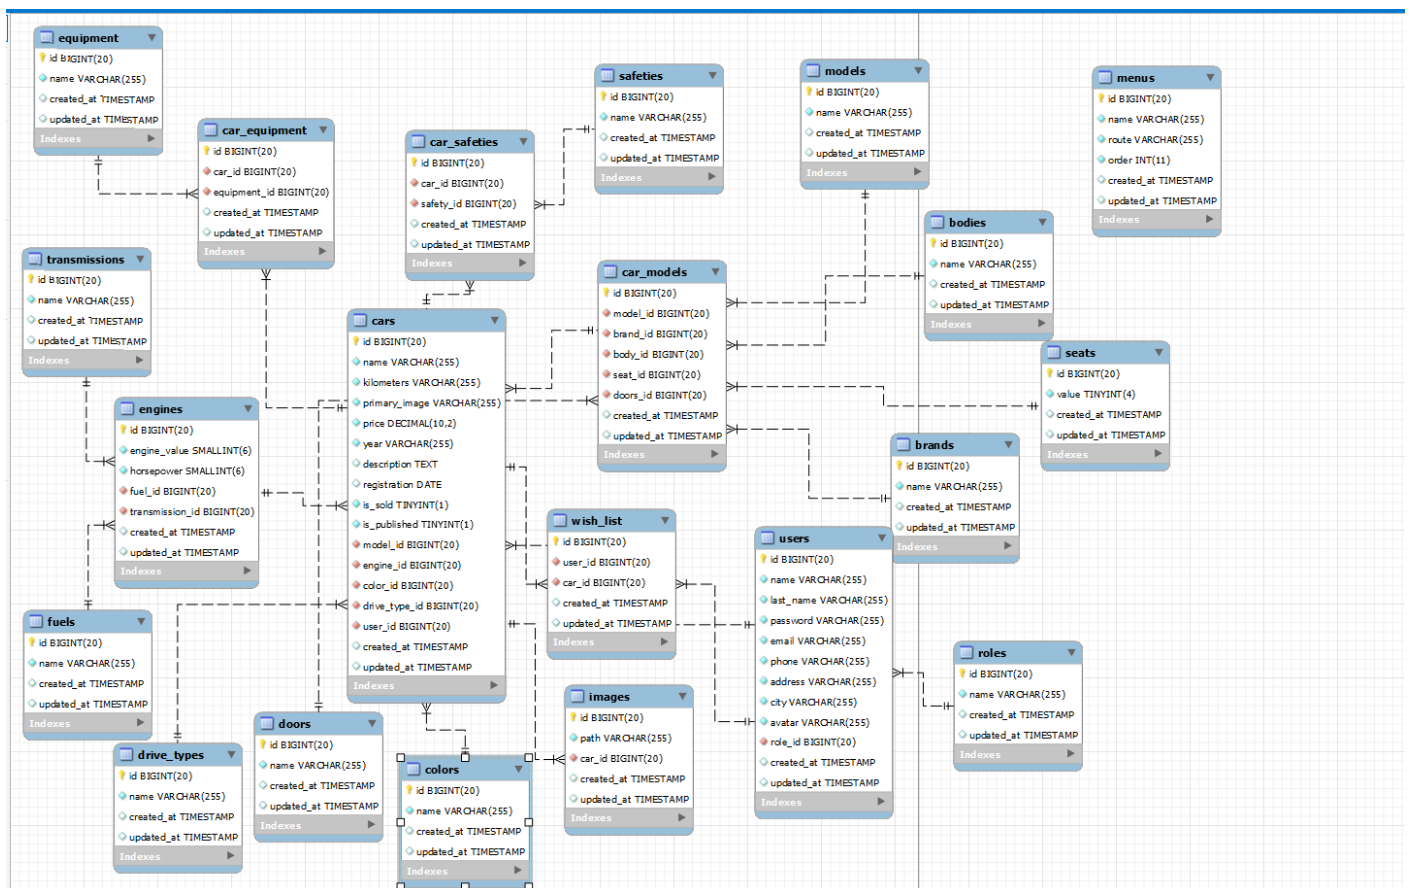 equipment
id BIGINT(20)
name VARCHAR(255)
created_at TIMESTAMP
updated_at TIMESTAMP
Indexes
car_equipment
id BIGINT(20)
car_id BIGINT(20)
equipment_id BIGINT(20)
created_at TIMESTAMP
updated_at TIMESTAMP
Indexes
car_safeties
id BIGINT(20)
car_id BIGINT(20)
safety_id BIGINT(20)
created_at TIMESTAMP
updated_at TIMESTAMP
Indexes
safeties
id BIGINT(20)
name VARCHAR(255)
created_at TIMESTAMP
updated_at TIMESTAMP
Indexes
models
id BIGINT(20)
name VARCHAR(255)
created_at TIMESTAMP
updated_at TIMESTAMP
Indexes
menus
id BIGINT(20)
name VARCHAR(255)
route VARCHAR(255)
order INT(11)
created_at TIMESTAMP
updated_at TIMESTAMP
Indexes
bodies
id BIGINT(20)
name VARCHAR(255)
created_at TIMESTAMP
updated_at TIMESTAMP
Indexes
transmissions
id BIGINT(20)
name VARCHAR(255)
created_at TIMESTAMP
updated_at TIMESTAMP
Indexes
cars
id BIGINT(20)
name VARCHAR(255)
kilometers VARCHAR(255)
primary_image VARCHAR(255)
price DECIMAL(10,2)
year VARCHAR(255)
description TEXT
registration DATE
is_sold TINYINT(1)
is_published TINYINT(1)
model_id BIGINT(20)
engine_id BIGINT(20)
color_id BIGINT(20)
drive_type_id BIGINT(20)
user_id BIGINT(20)
created_at TIMESTAMP
updated_at TIMESTAMP
Indexes
car_models
id BIGINT(20)
model_id BIGINT(20)
brand_id BIGINT(20)
body_id BIGINT(20)
seat_id BIGINT(20)
doors_id BIGINT(20)
created_at TIMESTAMP
updated_at TIMESTAMP
Indexes
seats
id BIGINT(20)
value TINYINT(4)
created_at TIMESTAMP
updated_at TIMESTAMP
Indexes
engines
id BIGINT(20)
engine_value SMALLINT(6)
horsepower SMALLINT(6)
fuel_id BIGINT(20)
transmission_id BIGINT(20)
created_at TIMESTAMP
updated_at TIMESTAMP
Indexes
brands
id BIGINT(20)
name VARCHAR(255)
created_at TIMESTAMP
updated_at TIMESTAMP
Indexes
wish_list
id BIGINT(20)
user_id BIGINT(20)
car_id BIGINT(20)
created_at TIMESTAMP
updated_at TIMESTAMP
Indexes
users
id BIGINT(20)
name VARCHAR(255)
last_name VARCHAR(255)
password VARCHAR(255)
email VARCHAR(255)
phone VARCHAR(255)
address VARCHAR(255)
city VARCHAR(255)
avatar VARCHAR(255)
role_id BIGINT(20)
created_at TIMESTAMP
updated_at TIMESTAMP
Indexes
fuels
id BIGINT(20)
name VARCHAR(255)
created_at TIMESTAMP
updated_at TIMESTAMP
Indexes
roles
id BIGINT(20)
name VARCHAR(255)
created_at TIMESTAMP
updated_at TIMESTAMP
Indexes
drive_types
id BIGINT(20)
name VARCHAR(255)
created_at TIMESTAMP
updated_at TIMESTAMP
Indexes
doors
id BIGINT(20)
name VARCHAR(255)
created_at TIMESTAMP
updated_at TIMESTAMP
Indexes
colors
id BIGINT(20)
name VARCHAR(255)
created_at TIMESTAMP
updated_at TIMESTAMP
Indexes
images
id BIGINT(20)
path VARCHAR(255)
car_id BIGINT(20)
created_at TIMESTAMP
updated_at TIMESTAMP
Indexes